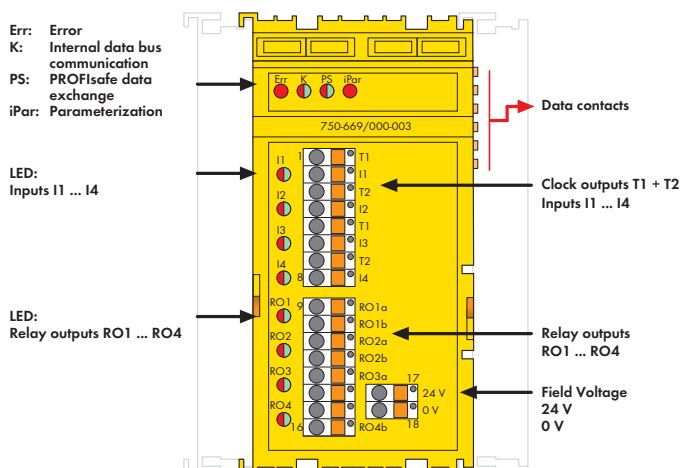 Err: Error
K: Internal data bus
communication
PS: PROFIsafe data
exchange
iPar: Parameterization
LED:
Inputs I1 ... I4
LED:
Relay outputs RO1 ... RO4
Err K PS iPar
750-669/000-003
I1 1 T1
I1
I2 T2
I2
I3 T1
I3
I4 T2
8 I4
RO1 9 RO1a
RO1b
RO2 RO2a
RO2b
RO3 RO3a 17
24 V
RO4 0 V
16 RO4b 18
Data contacts
Clock outputs T1 + T2
Inputs I1 ... I4
Relay outputs
RO1 ... RO4
Field Voltage
24 V
0 V